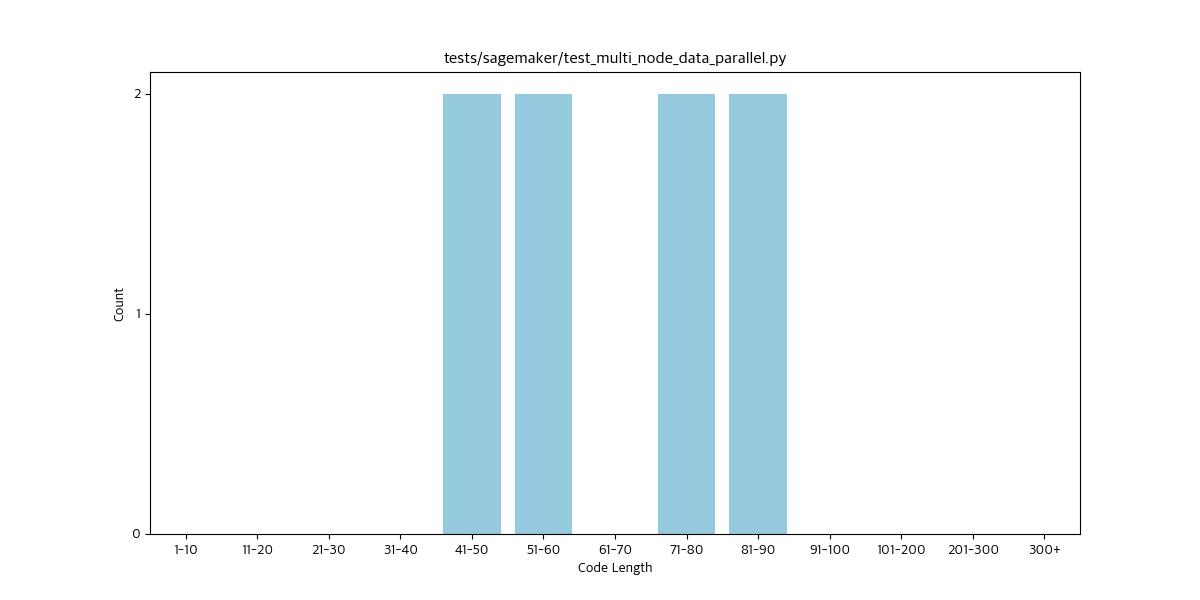 tests/sagemaker/test_multi_node_data_parallel.py
2
1
0
Count
1-10 11-20 21-30 31-40 41-50 51-60 61-70 71-80 81-90 91-100 101-200 201-300 300+
Code Length